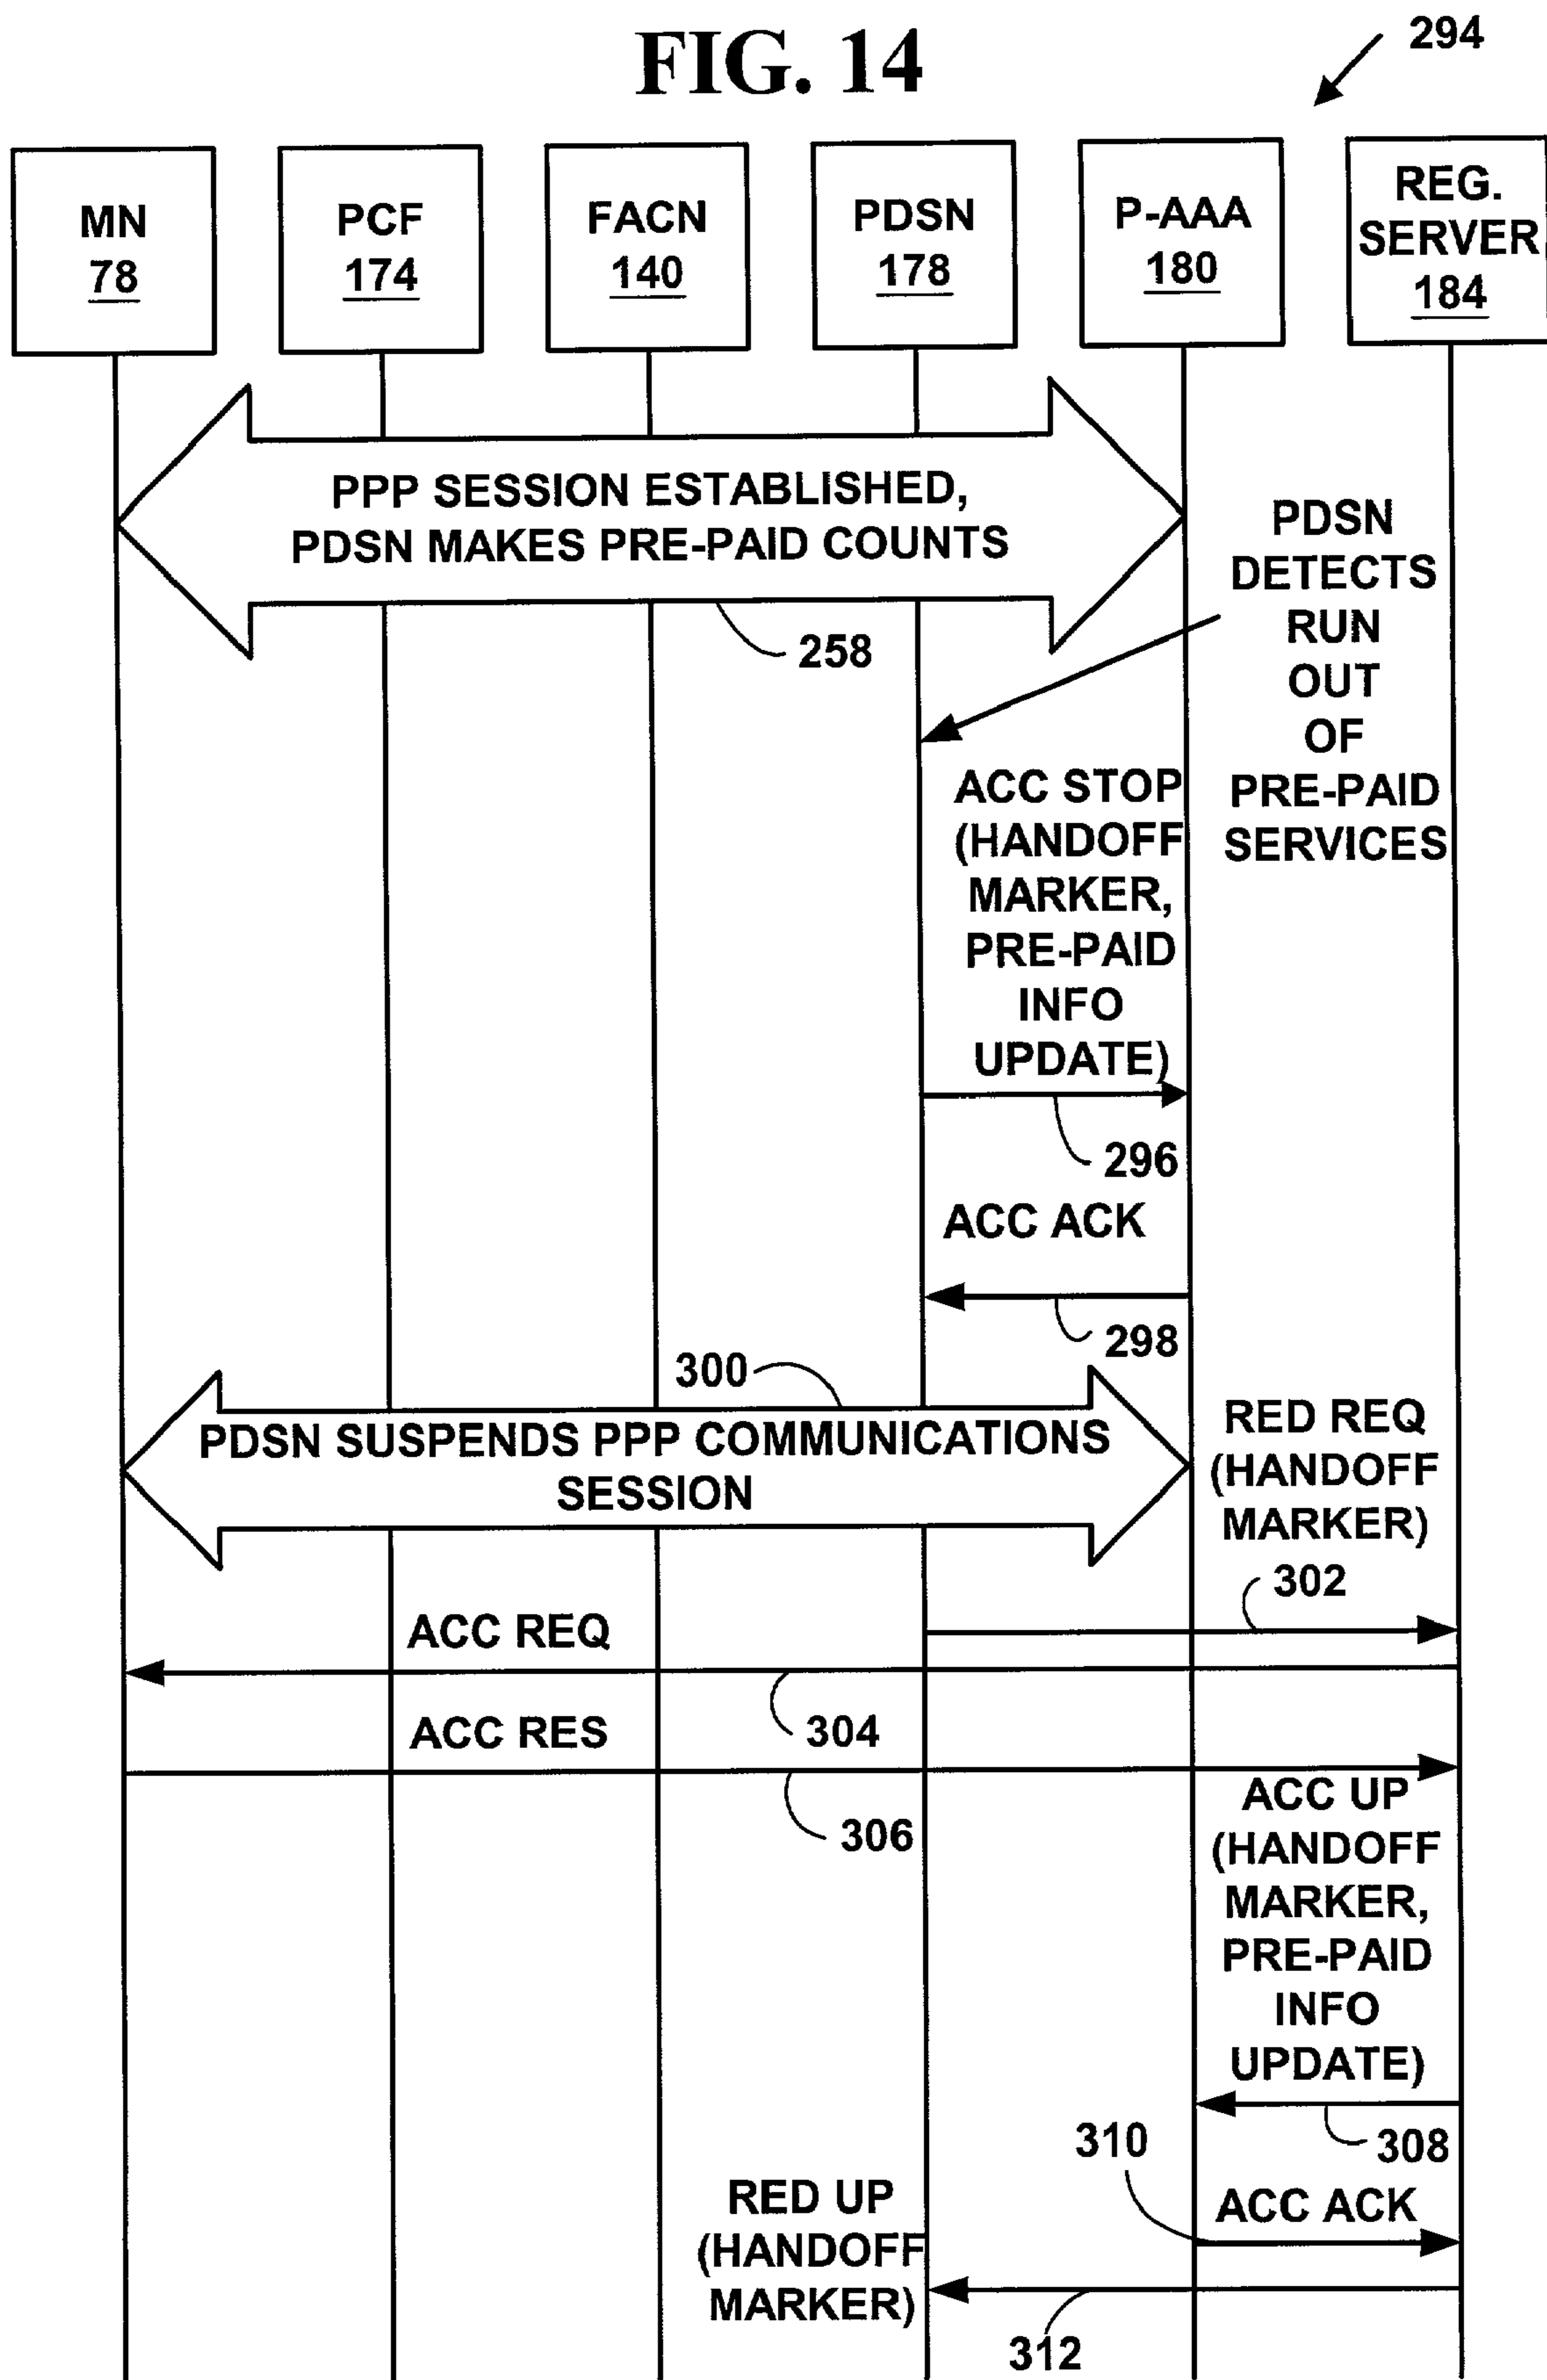 FIG. 14
294
MN
78
PCF
174
FACN
140
PDSN
178
P-AAA
180
REG.
SERVER
184
PPP SESSION ESTABLISHED,
PDSN MAKES PRE-PAID COUNTS
258
PDSN
DETECTS
RUN
OUT
OF
PRE-PAID
SERVICES
ACC STOP
(HANDOFF
MARKER,
PRE-PAID
INFO
UPDATE)
296
ACC ACK
298
300
PDSN SUSPENDS PPP COMMUNICATIONS
SESSION
RED REQ
(HANDOFF
MARKER)
302
ACC REQ
304
ACC RES
306
ACC UP
(HANDOFF
MARKER,
PRE-PAID
INFO
UPDATE)
308
310
ACC ACK
RED UP
(HANDOFF
MARKER)
312